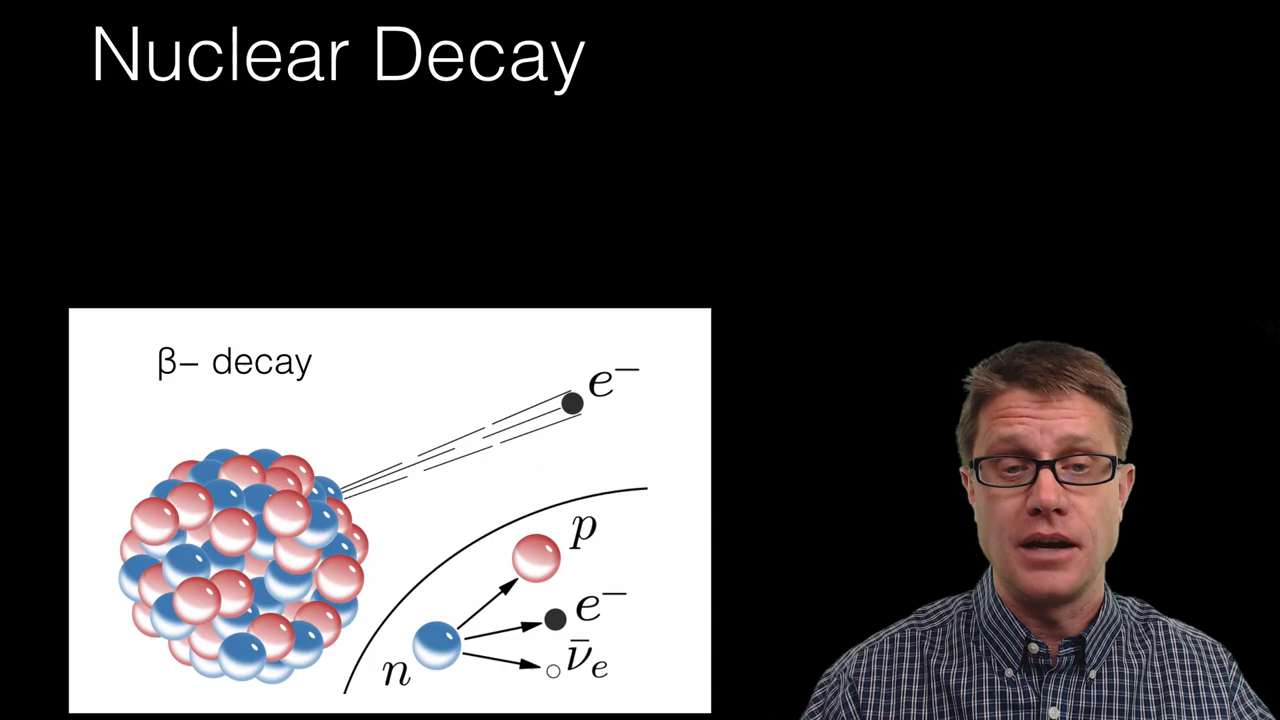 Nuclear Decay
β− decay
e⁻
p
e⁻
n
ν̄ₑ